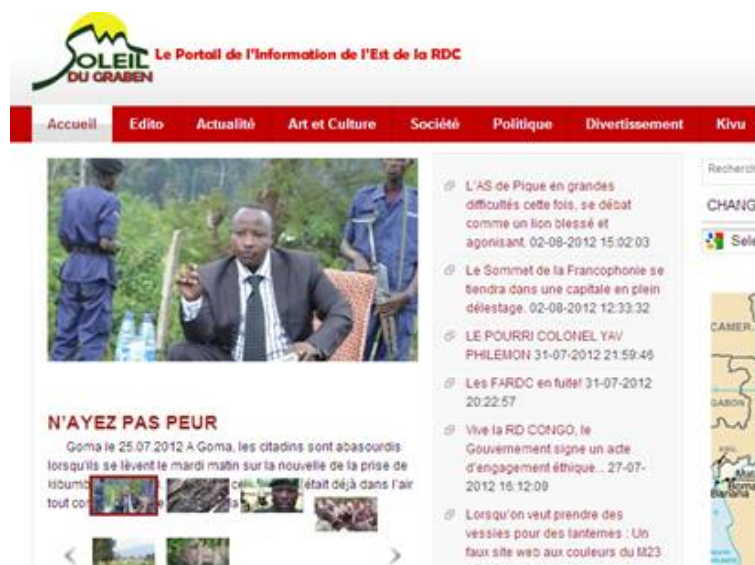 SOLEIL
DU GRABEN
Le Portail de l'Information de l'Est de la RDC
Accueil Edito Actualité Art et Culture Société Politique Divertissement Kivu
N'AYEZ PAS PEUR
Goma le 25.07.2012 A Goma, les citadins sont abasourdis
lorsqu'ils se lèvent le mardi matin sur la nouvelle de la prise de
kibumb était déjà dans l'air
tout
L'AS de Pique en grandes
difficultés cette fois, se débat
comme un lion blessé et
agonisant. 02-08-2012 15:02:03
Le Sommet de la Francophonie se
tiendra dans une capitale en plein
délestage. 02-08-2012 12:33:32
LE POURRI COLONEL YAV
PHILEMON 31-07-2012 21:59:46
Les FARDC en fuite! 31-07-2012
20:22:57
Vive la RD CONGO, le
Gouvernement signe un acte
d'engagement éthique... 27-07-
2012 16:12:09
Lorsqu'on veut prendre des
vessies pour des lanternes : Un
faux site web aux couleurs du M23
Recherch
CHANG
Sele
CAMER
GABON
Boma
Banana